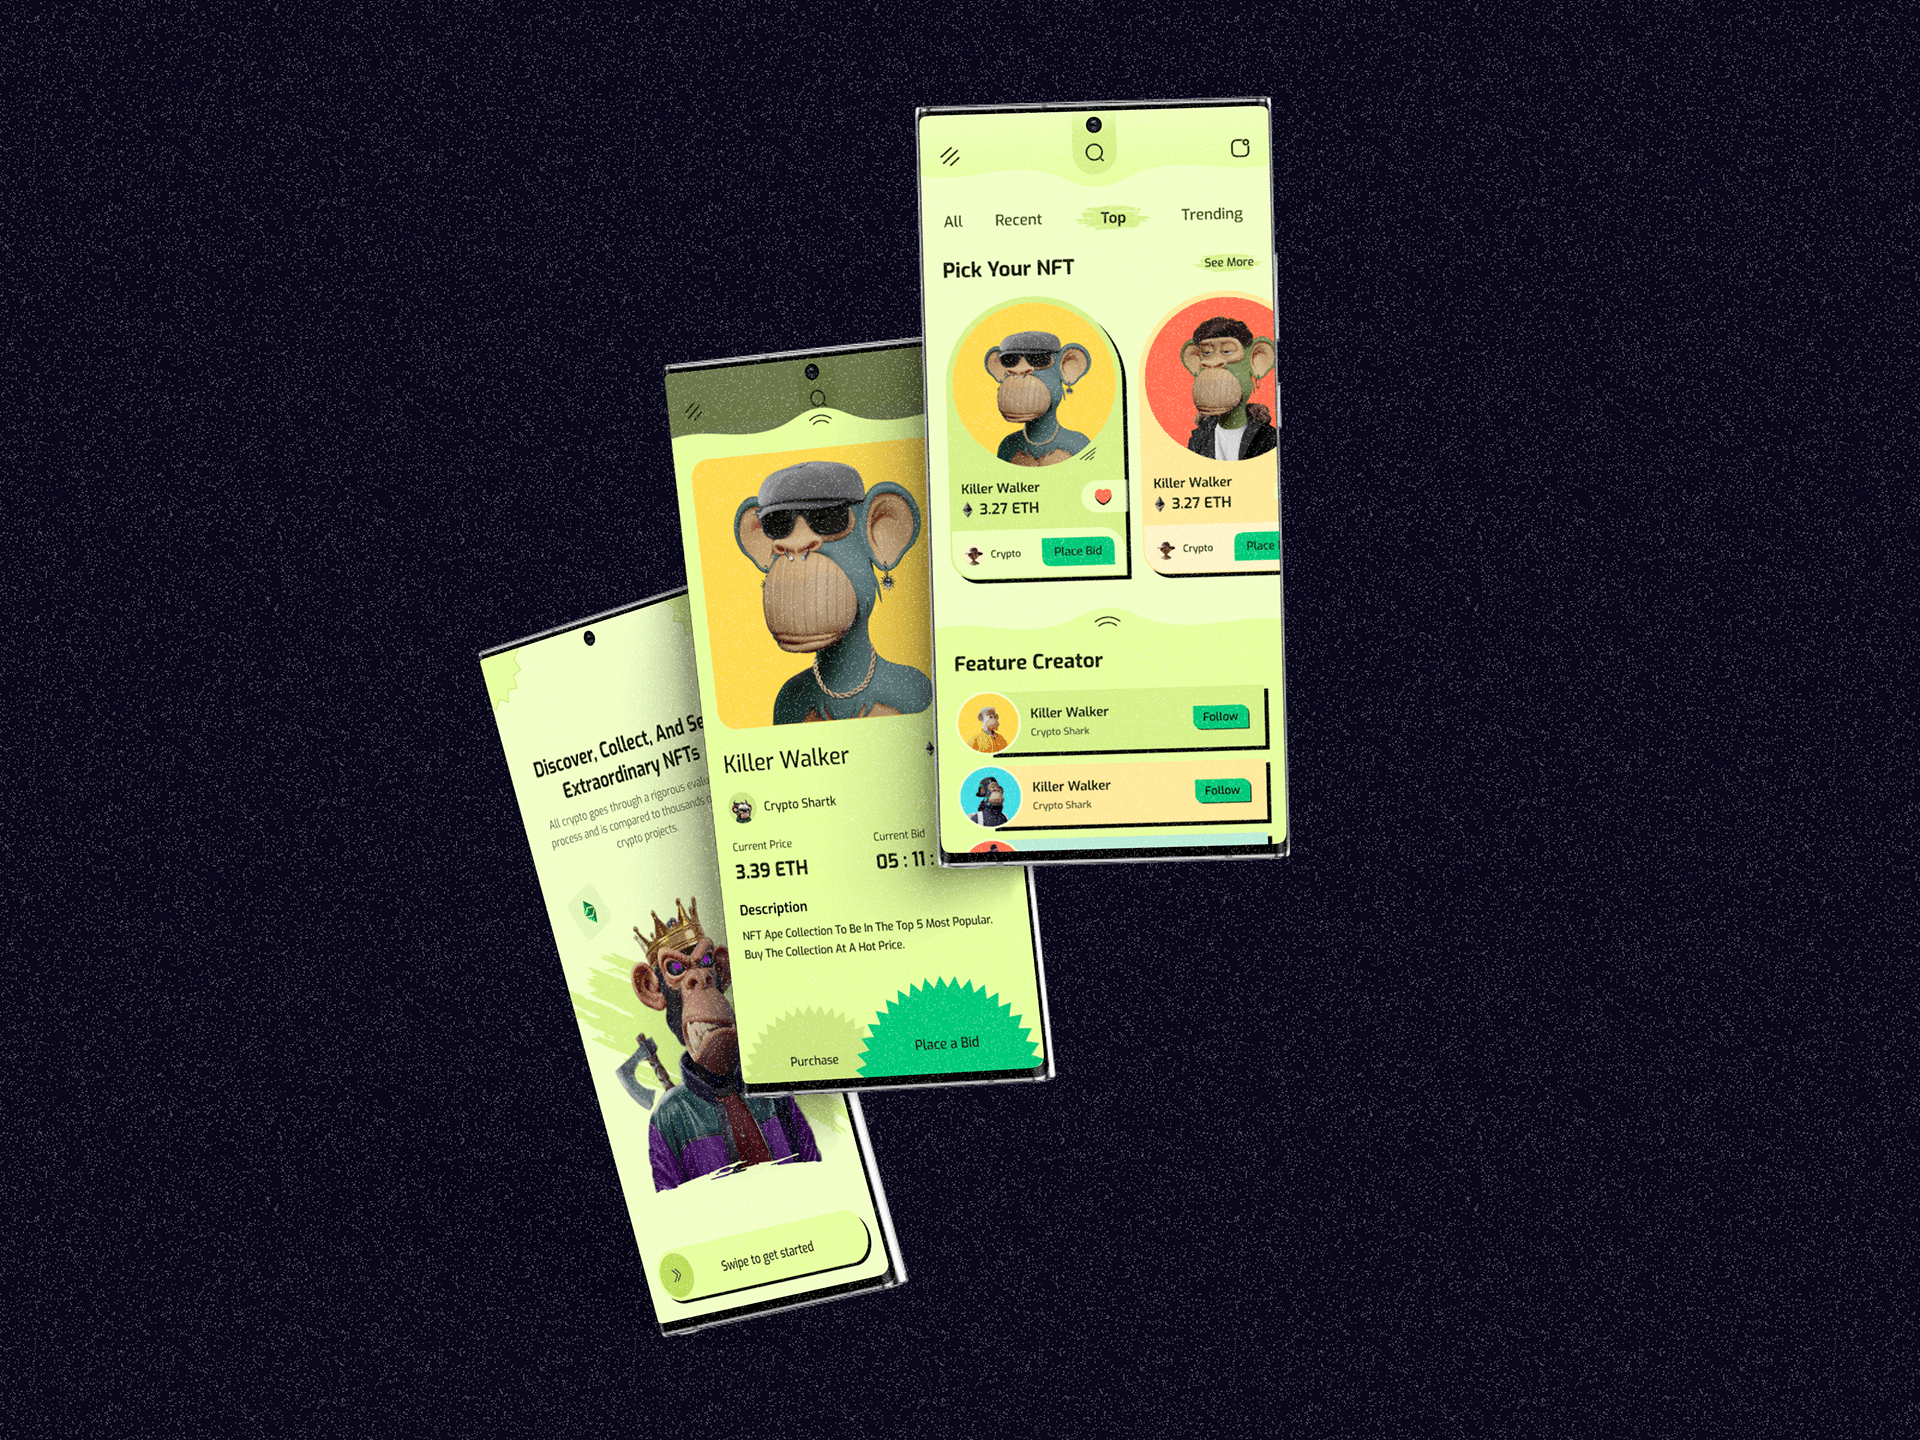 All Recent Top Trending
Pick Your NFT See More
Killer Walker
3.27 ETH
Crypto Place Bid
Killer Walker
3.27 ETH
Crypto Place
Feature Creator
Killer Walker
Crypto Shark
Follow
Killer Walker
Crypto Shark
Follow
Killer Walker
Crypto Shartk
Current Price
3.39 ETH
Current Bid
05 : 11 :
Description
NFT Ape Collection To Be In The Top 5 Most Popular.
Buy The Collection At A Hot Price.
Purchase
Place a Bid
Discover, Collect, And Se
Extraordinary NFTs
All crypto goes through a rigorous evalu
process and is compared to thousands
crypto projects.
Swipe to get started